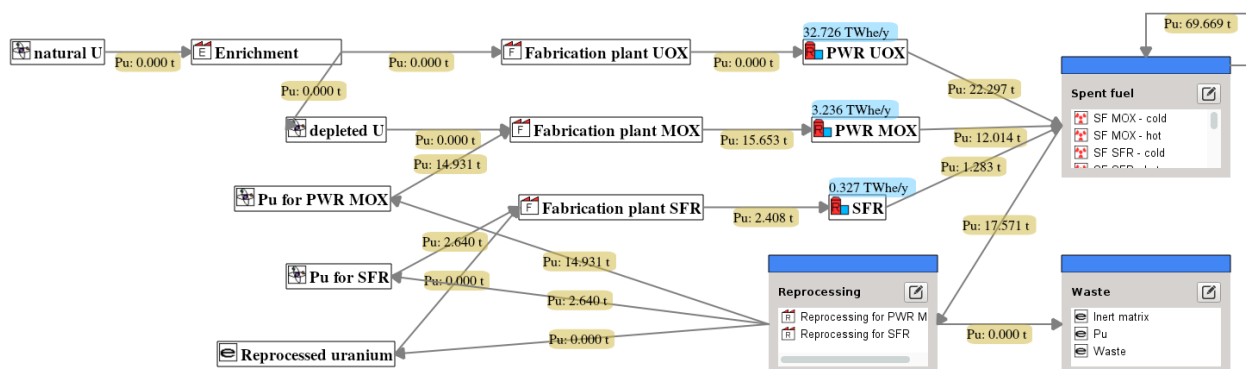 Pu: 69.669 t
32.726 TWhe/y
natural U
Pu: 0.000 t
E Enrichment
Pu: 0.000 t
F Fabrication plant UOX
Pu: 0.000 t
R PWR UOX
Pu: 0.000 t
Pu: 22.297 t
Spent fuel
SF MOX - cold
SF MOX - hot
SF SFR - cold
3.236 TWhe/y
depleted U
Pu: 0.000 t
F Fabrication plant MOX
Pu: 15.653 t
R PWR MOX
Pu: 12.014 t
Pu: 14.931 t
Pu: 1.283 t
0.327 TWhe/y
Pu for PWR MOX
F Fabrication plant SFR
Pu: 2.408 t
R SFR
Pu: 17.571 t
Pu: 2.640 t
Pu: 14.931 t
Pu for SFR
Pu: 0.000 t
Pu: 2.640 t
Reprocessing
R Reprocessing for PWR M
R Reprocessing for SFR
Pu: 0.000 t
Waste
e Inert matrix
e Pu
e Waste
e Reprocessed uranium
Pu: 0.000 t